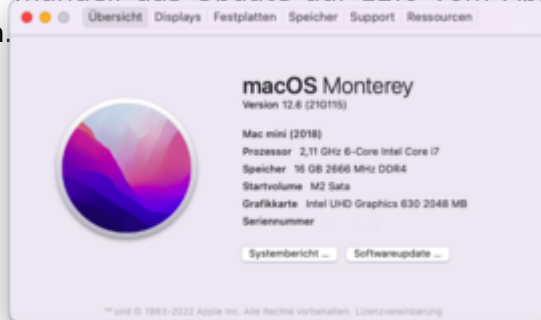 Übersicht Displays Festplatten Speicher Support Ressourcen
macOS Monterey
Version 12.6 (21G115)
Mac mini (2018)
Prozessor 2,11 GHz 6-Core Intel Core i7
Speicher 16 GB 2666 MHz DDR4
Startvolume M2 Sata
Grafikkarte Intel UHD Graphics 630 2048 MB
Seriennummer
Systembericht ...
Softwareupdate ...
™ und © 1983-2022 Apple Inc. Alle Rechte vorbehalten. Lizenzvereinbarung